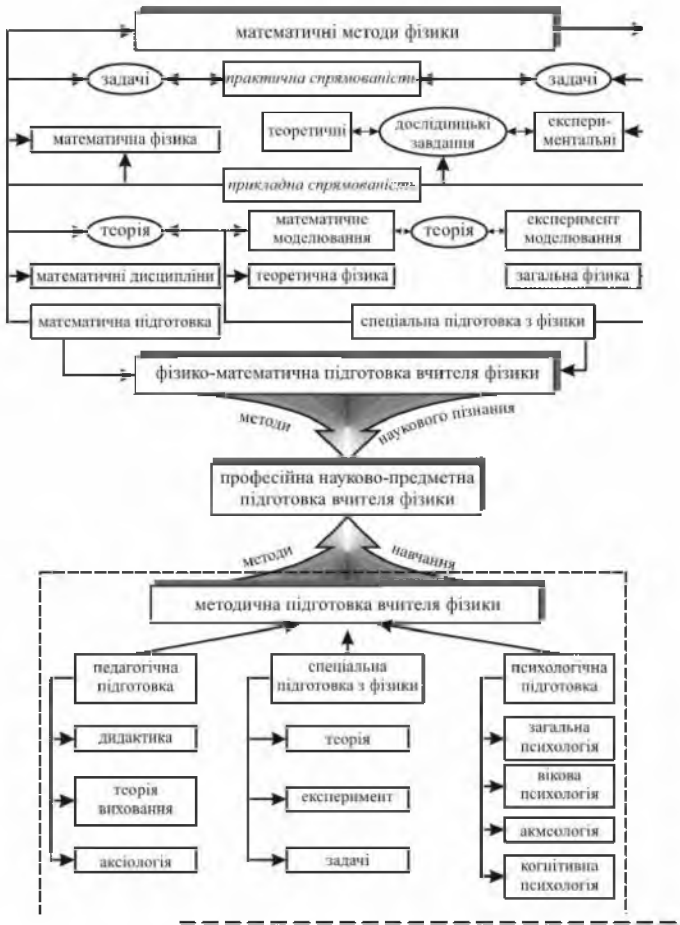 математичні методи фізики
задачі
практична спрямованість
задачі
математична фізика
теоретичні
дослідницькі
завдання
експери-
ментальні
прикладна спрямованість
теорія
математичне
моделювання
теорія
експеримент
моделювання
математичні дисципліни
теоретична фізика
загальна фізика
математична підготовка
спеціальна підготовка з фізики
фізико-математична підготовка вчителя фізики
методи
наукового пізнання
професійна науково-предметна
підготовка вчителя фізики
методи
навчання
методична підготовка вчителя фізики
педагогічна
підготовка
спеціальна
підготовка з фізики
психологічна
підготовка
дидактика
теорія
загальна
психологія
теорія
виховання
експеримент
вікова
психологія
акмеологія
аксіологія
задачі
когнітивна
психологія